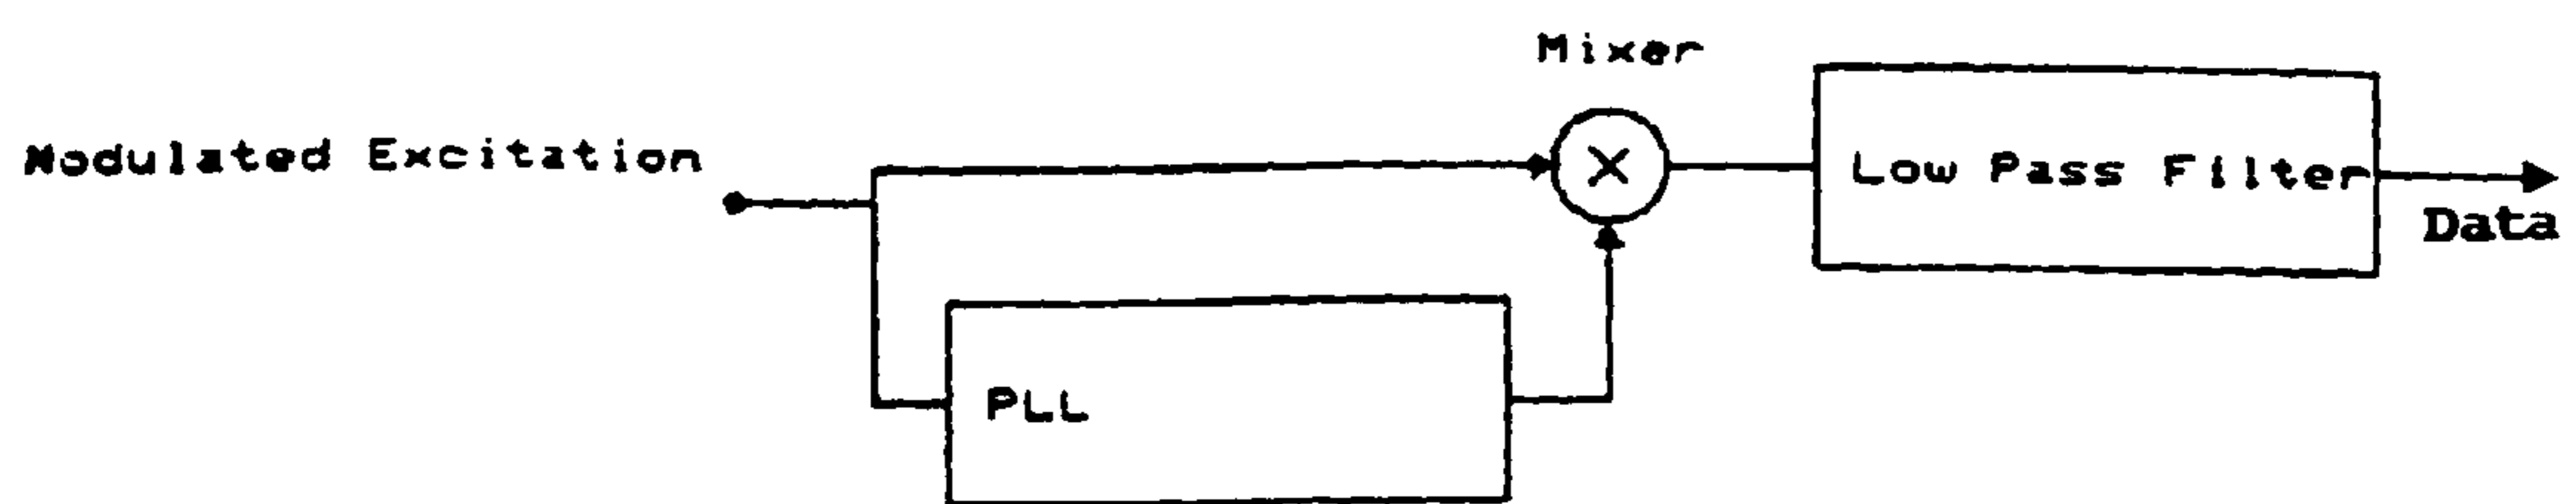 Mixer
Modulated Excitation
X
Low Pass Filter
Data
PLL